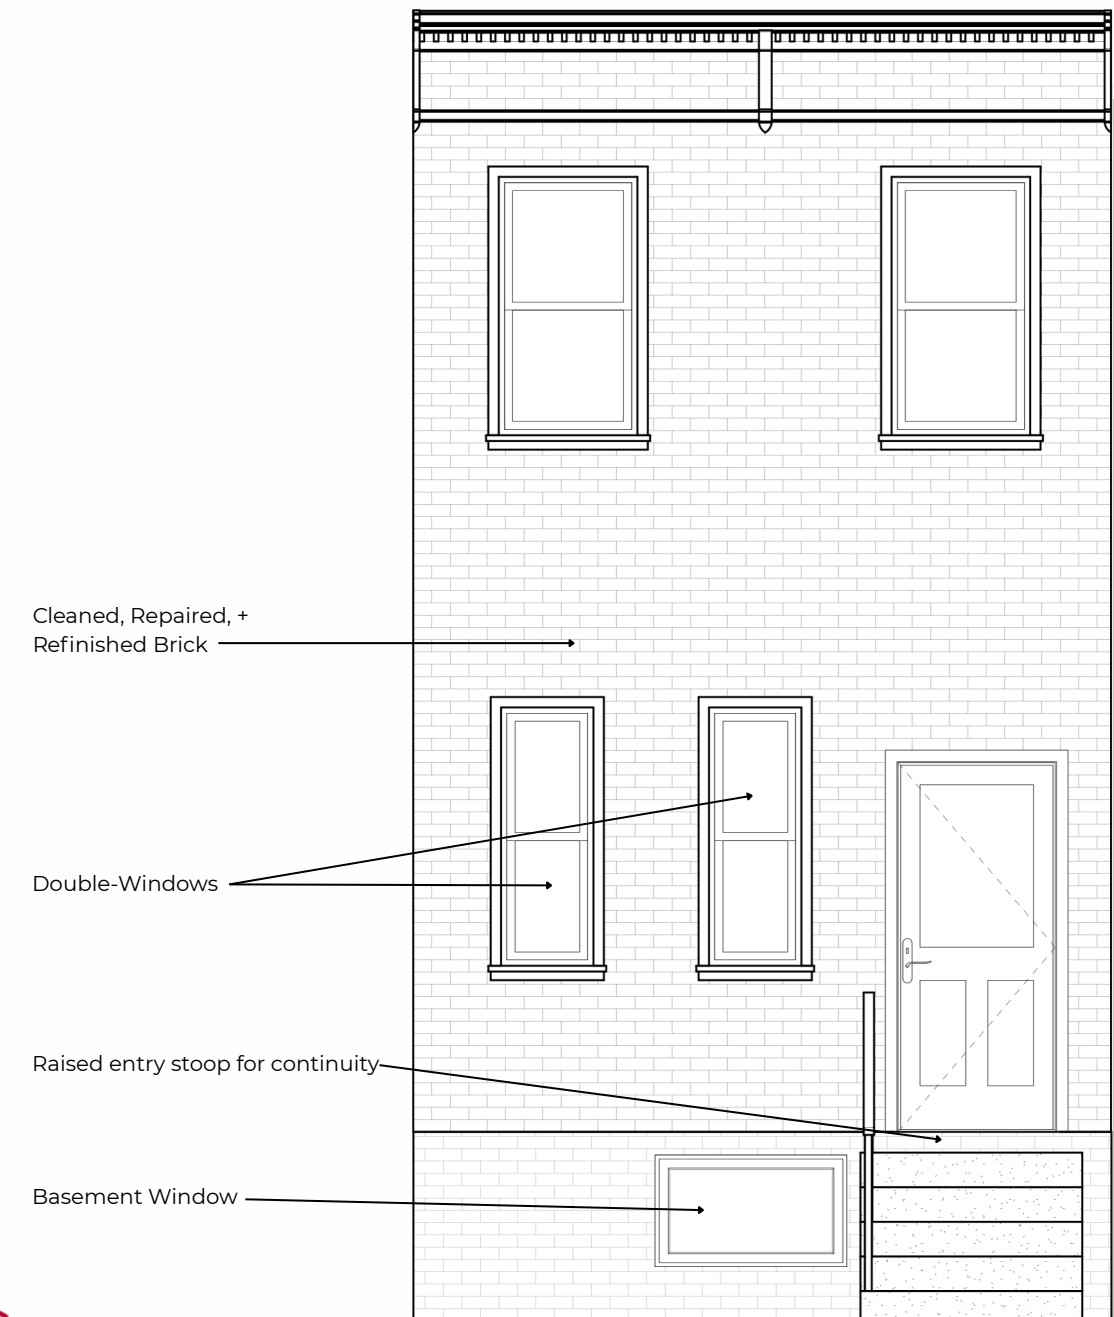 Cleaned, Repaired, +
Refinished Brick
Double-Windows
Raised entry stoop for continuity
Basement Window